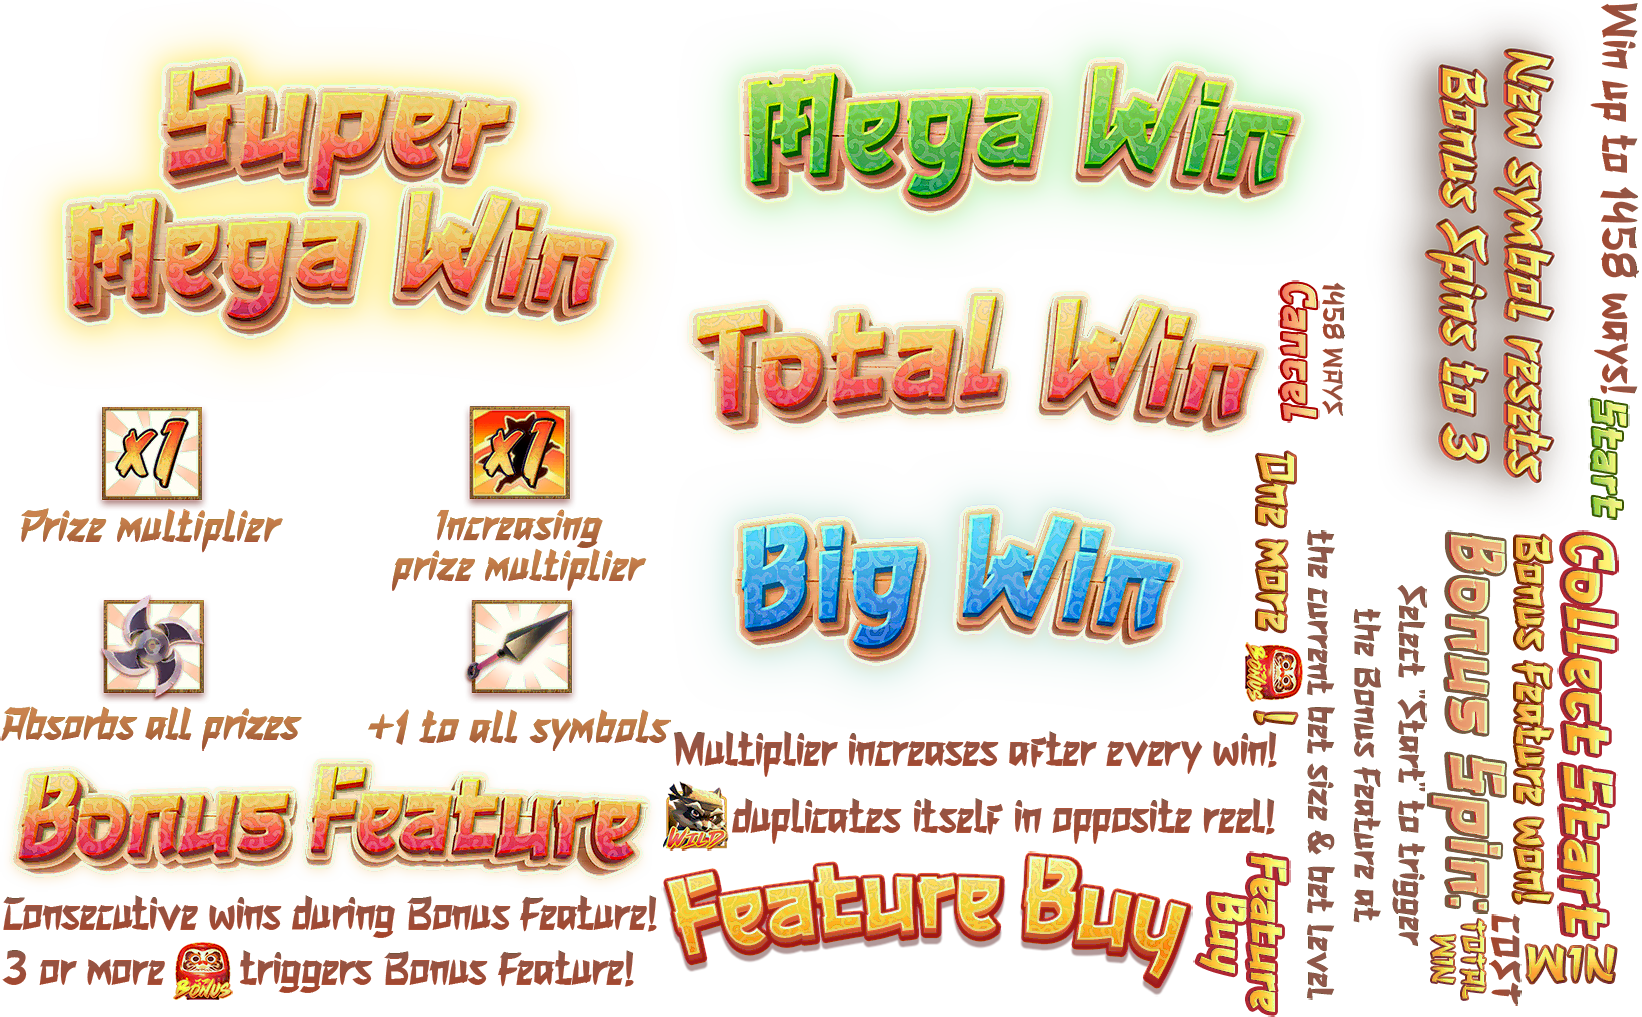 Super
Mega Win
Mega Win
Total Win
Big Win
x1
Prize multiplier
x1
Increasing
prize multiplier
Absorbs all prizes
+1 to all symbols
Bonus Feature
Consecutive wins during Bonus Feature!
3 or more BONUS triggers Bonus Feature!
Multiplier increases after every win!
WILD duplicates itself in opposite reel!
Feature Buy
Feature
Buy
1458 WAYS
Cancel
One more BONUS !
Select "Start" to trigger
the Bonus Feature at
the current bet size & bet level
New symbol resets
Bonus Spins to 3
Win up to 1458 ways!
Start
Collect
Start
Bonus Feature won!
Bonus Spin:
COST
TOTAL
WIN
WIN